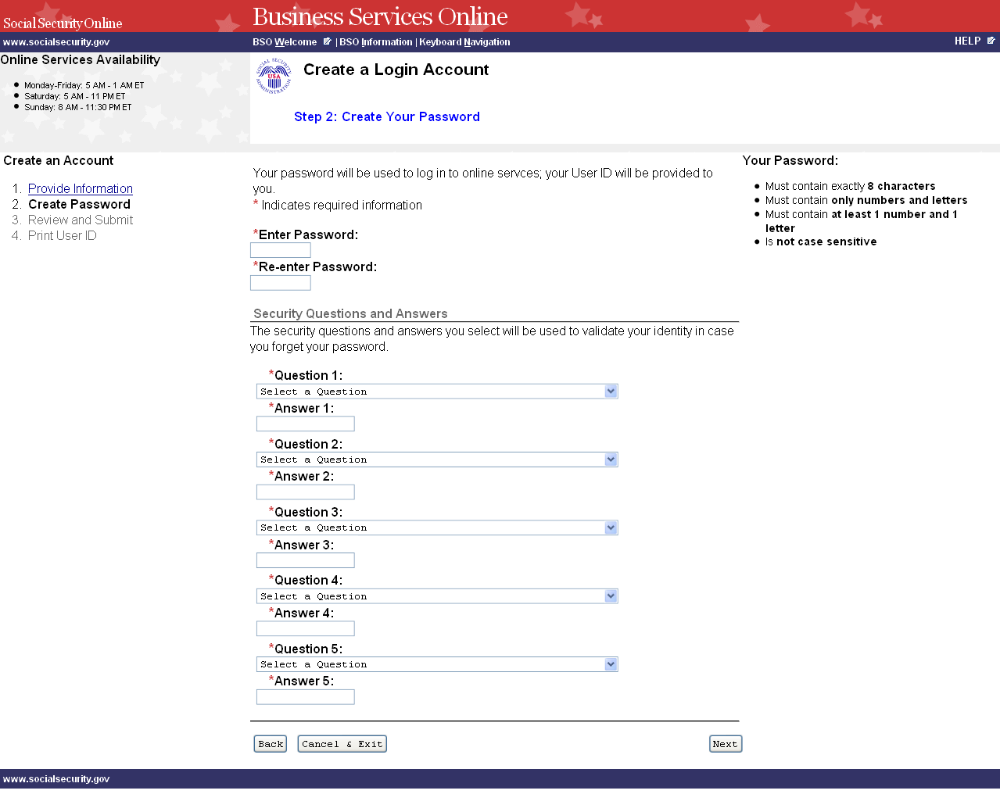 Social Security Online
Business Services Online
www.socialsecurity.gov
BSO Welcome | BSO Information | Keyboard Navigation
HELP
Online Services Availability
Monday-Friday: 5 AM - 1 AM ET
Saturday: 5 AM - 11 PM ET
Sunday: 8 AM - 11:30 PM ET
SOCIAL SECURITY ADMINISTRATION
USA
Create a Login Account
Step 2: Create Your Password
Create an Account
1. Provide Information
2. Create Password
3. Review and Submit
4. Print User ID
Your password will be used to log in to online servces; your User ID will be provided to
you.
* Indicates required information
*Enter Password:
*Re-enter Password:
Security Questions and Answers
The security questions and answers you select will be used to validate your identity in case
you forget your password.
*Question 1:
Select a Question
*Answer 1:
*Question 2:
Select a Question
*Answer 2:
*Question 3:
Select a Question
*Answer 3:
*Question 4:
Select a Question
*Answer 4:
*Question 5:
Select a Question
*Answer 5:
Back
Cancel & Exit
Next
Your Password:
Must contain exactly 8 characters
Must contain only numbers and letters
Must contain at least 1 number and 1
letter
Is not case sensitive
www.socialsecurity.gov